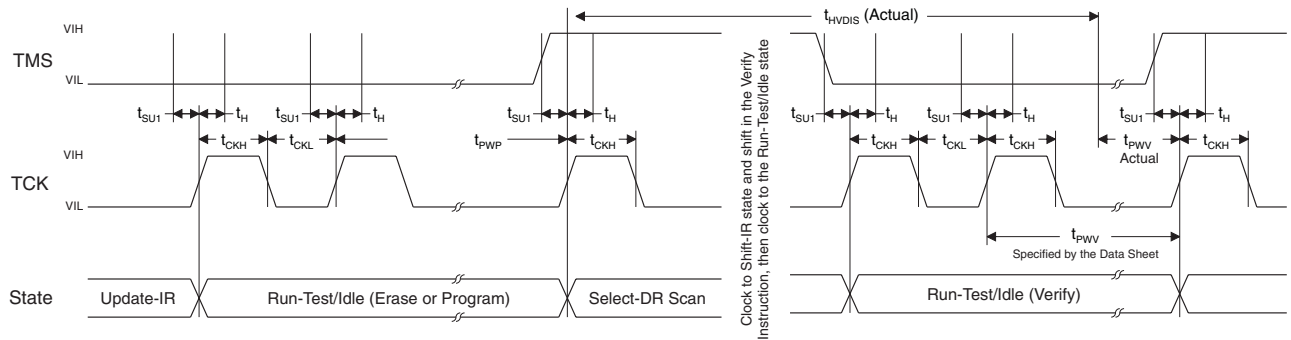 tHVDIS (Actual)
VIH
TMS
VIL
tSU1 tH tSU1 tH tSU1 tH tSU1 tH tSU1 tH tSU1 tH
tCKH tCKL tPWP tCKH tCKH tCKL tCKH tPWV tCKH
Actual
VIH
TCK
VIL
tPWV
Specified by the Data Sheet
Clock to Shift-IR state and shift in the Verify
Instruction, then clock to the Run-Test/Idle state
State Update-IR Run-Test/Idle (Erase or Program) Select-DR Scan Run-Test/Idle (Verify)